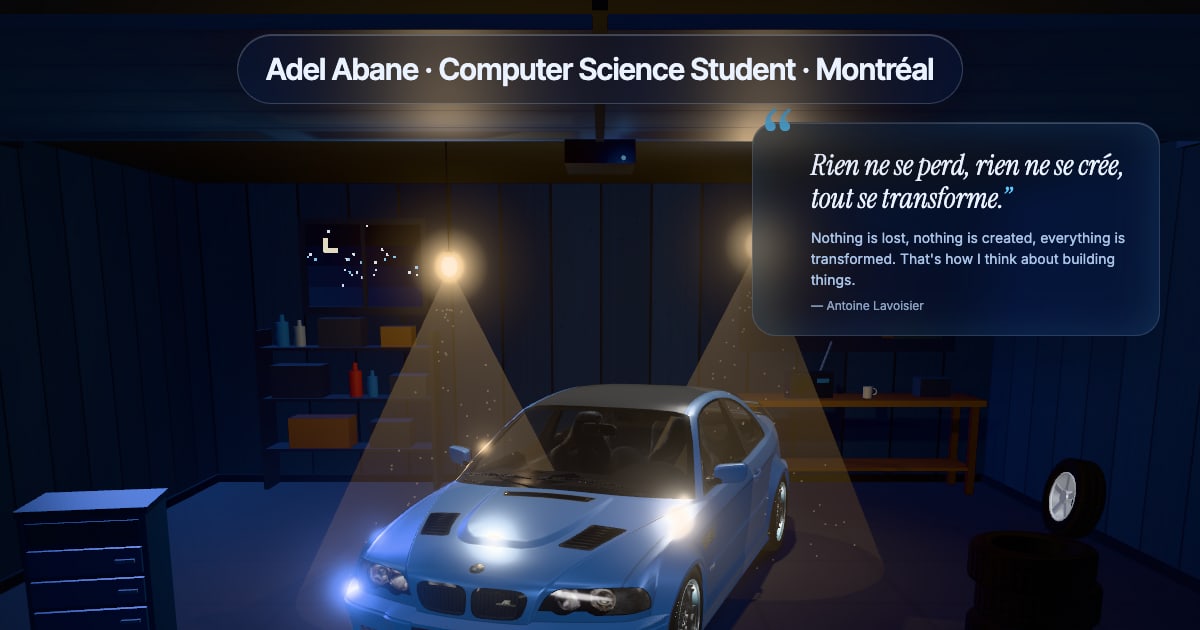 Adel Abane · Computer Science Student · Montréal
“
Rien ne se perd, rien ne se crée,
tout se transforme.”
Nothing is lost, nothing is created, everything is
transformed. That's how I think about building
things.
— Antoine Lavoisier